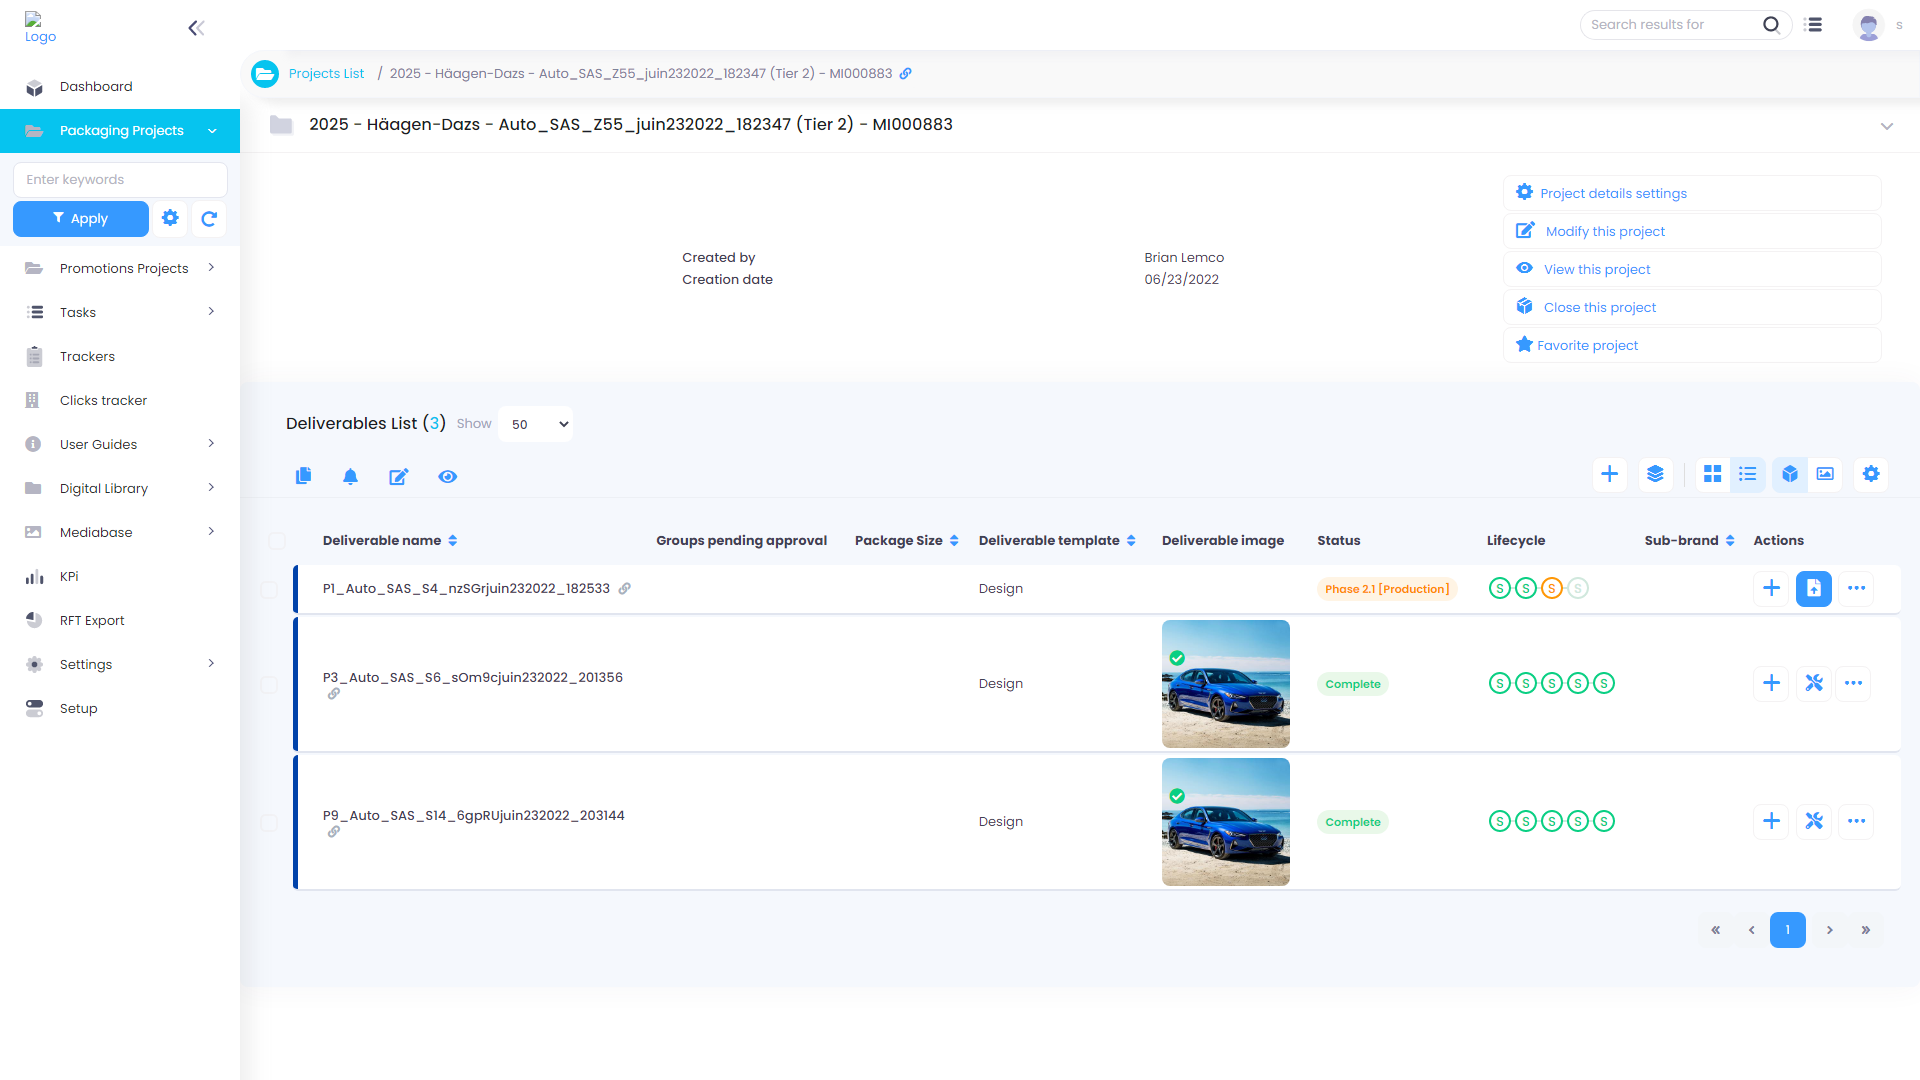 Logo
Search results for
s
Dashboard
Packaging Projects
Enter keywords
Apply
Promotions Projects
Tasks
Trackers
Clicks tracker
User Guides
Digital Library
Mediabase
KPi
RFT Export
Settings
Setup
Projects List / 2025 - Häagen-Dazs - Auto_SAS_Z55_juin232022_182347 (Tier 2) - MI000883
2025 - Häagen-Dazs - Auto_SAS_Z55_juin232022_182347 (Tier 2) - MI000883
Created by Brian Lemco
Creation date 06/23/2022
Project details settings
Modify this project
View this project
Close this project
Favorite project
Deliverables List (3) Show 50
Deliverable name Groups pending approval Package Size Deliverable template Deliverable image Status Lifecycle Sub-brand Actions
P1_Auto_SAS_S4_nzSGrjuin232022_182533 Design Phase 2.1 [Production] S S S S
P3_Auto_SAS_S6_sOm9cjuin232022_201356 Design Complete S S S S S
P9_Auto_SAS_S14_6gpRUjuin232022_203144 Design Complete S S S S S
« ‹ 1 › »